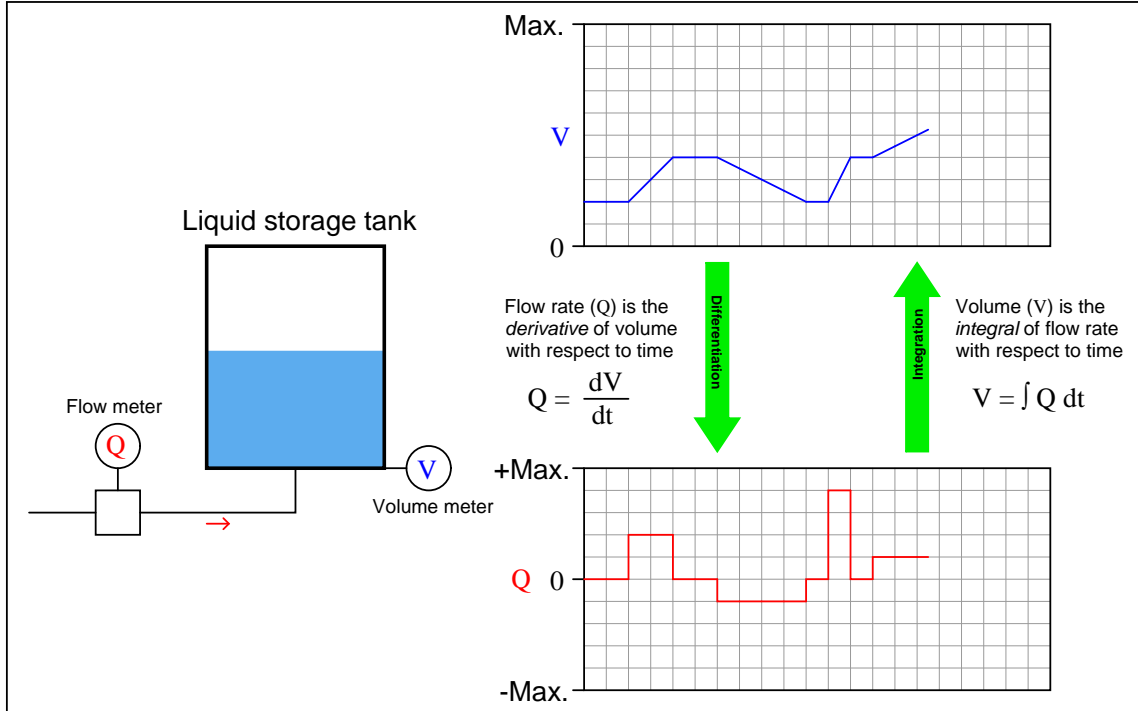 Liquid storage tank
Flow meter
Q
V
Volume meter
Max.
V
0
Flow rate (Q) is the
derivative of volume
with respect to time
Q = dV
dt
Differentiation
Integration
Volume (V) is the
integral of flow rate
with respect to time
V = ∫ Q dt
+Max.
Q 0
-Max.